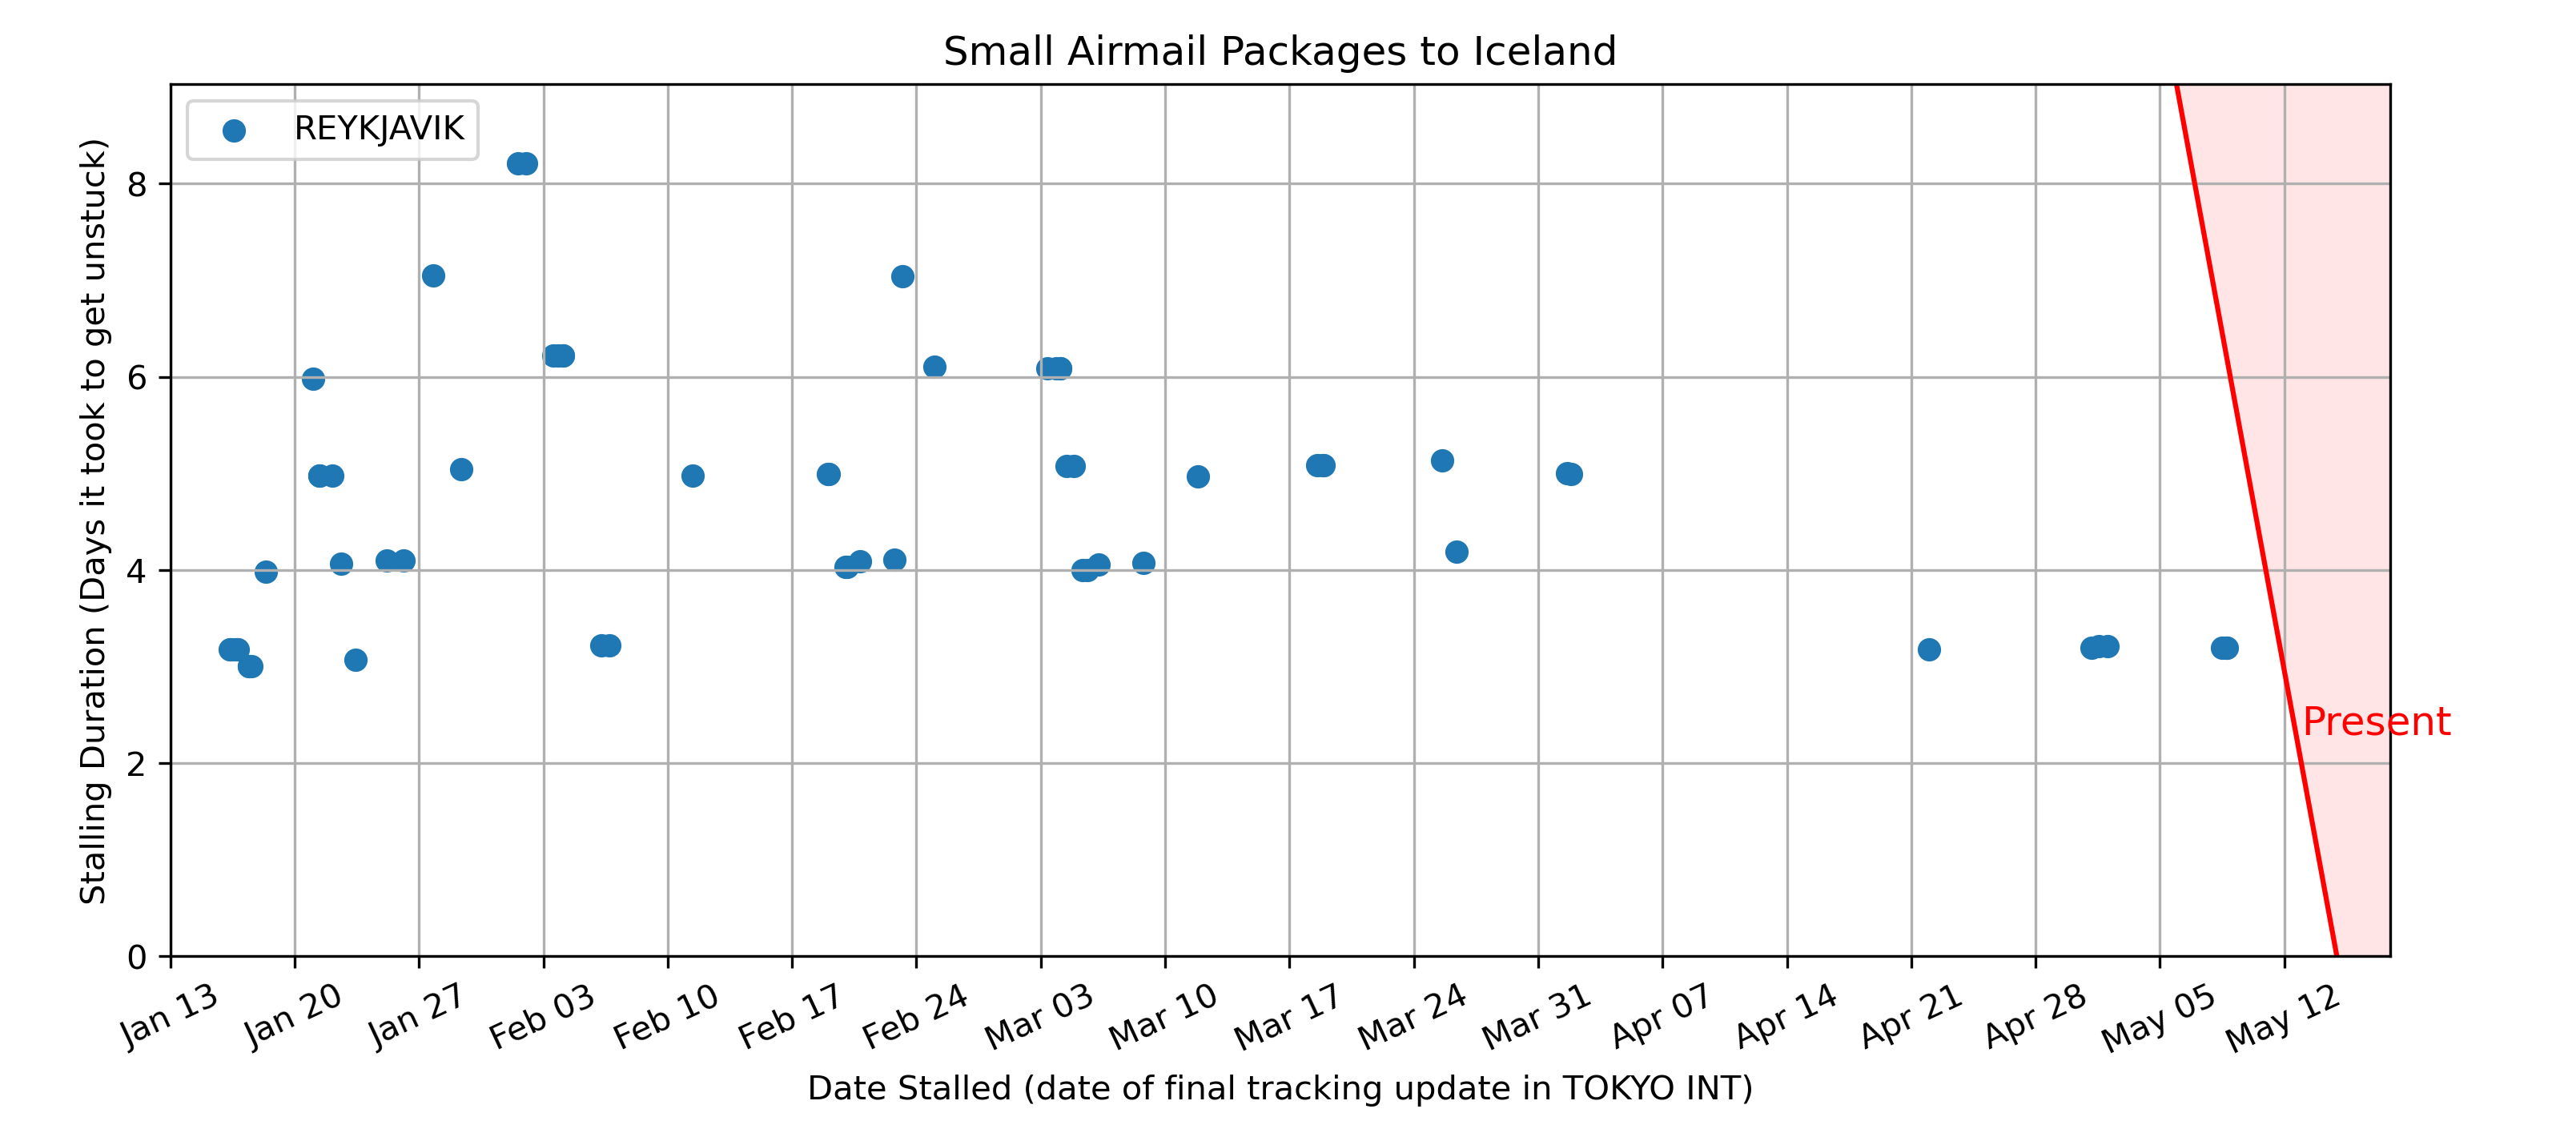 Small Airmail Packages to Iceland
REYKJAVIK
Stalling Duration (Days it took to get unstuck)
8
6
4
2
0
Present
Jan 13
Jan 20
Jan 27
Feb 03
Feb 10
Feb 17
Feb 24
Mar 03
Mar 10
Mar 17
Mar 24
Mar 31
Apr 07
Apr 14
Apr 21
Apr 28
May 05
May 12
Date Stalled (date of final tracking update in TOKYO INT)